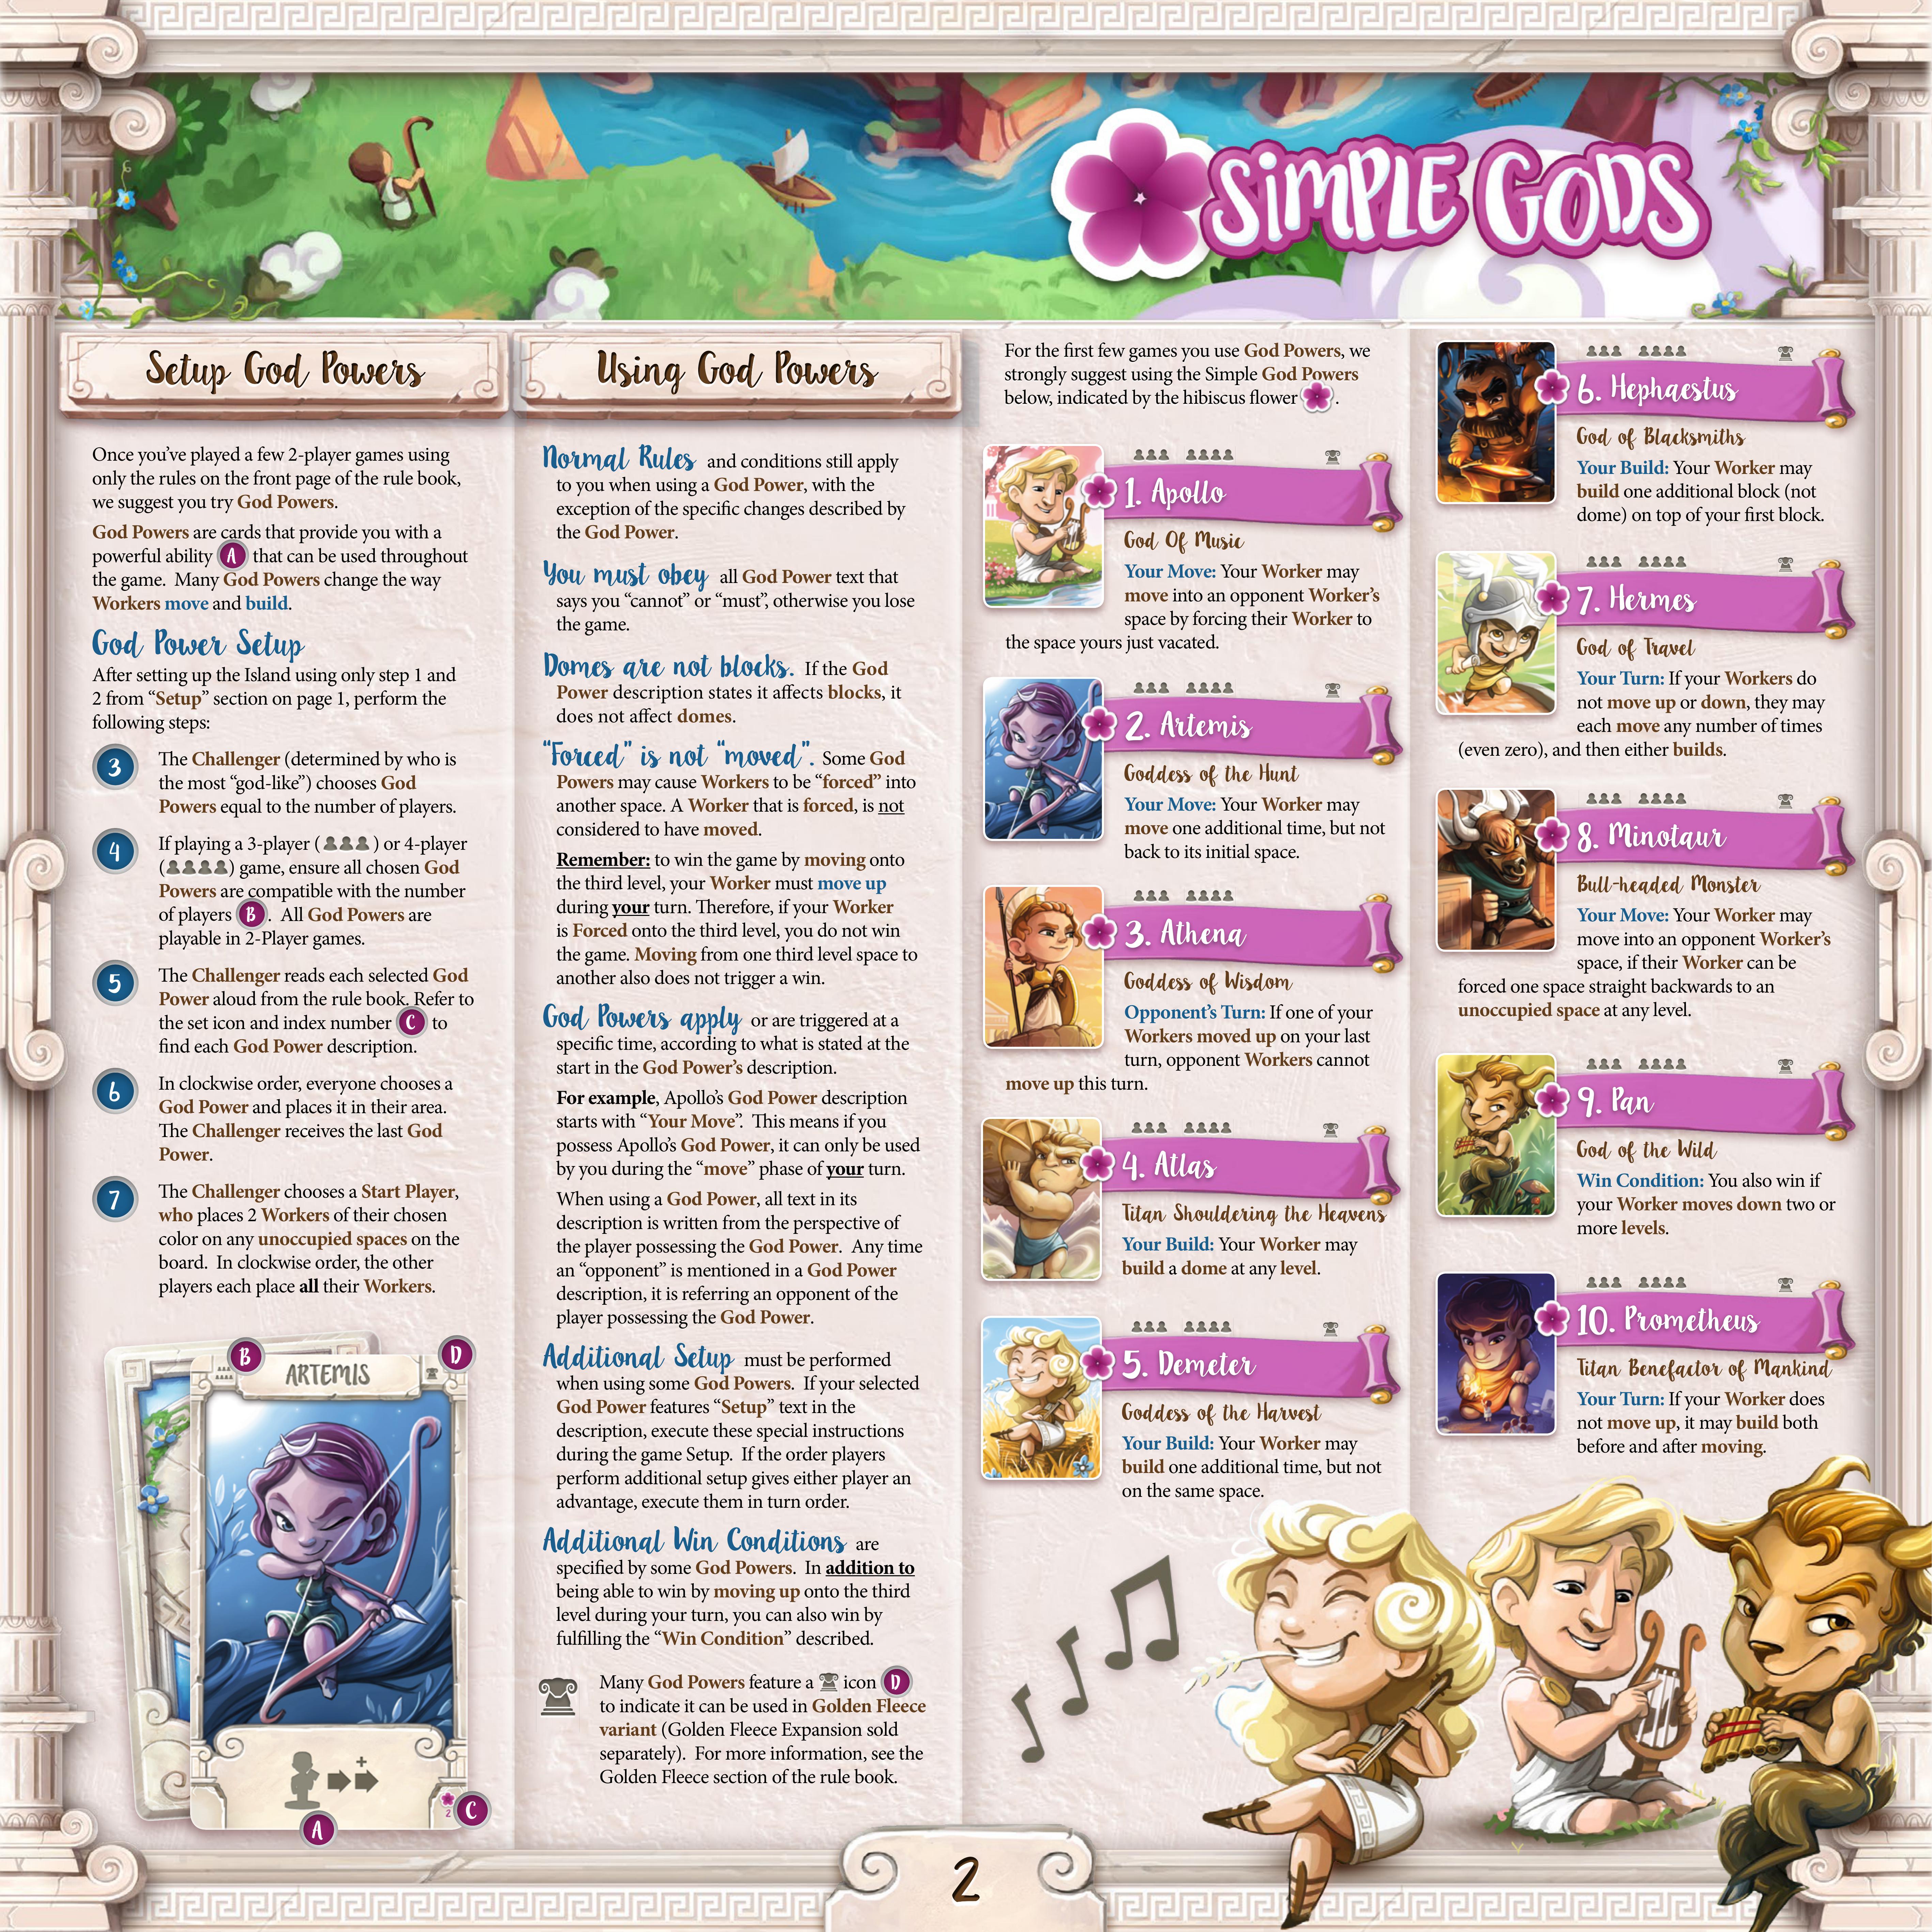 SiMPLE GODS
Setup God Powers
Once you've played a few 2-player games using
only the rules on the front page of the rule book,
we suggest you try God Powers.
God Powers are cards that provide you with a
powerful ability A that can be used throughout
the game. Many God Powers change the way
Workers move and build.
God Power Setup
After setting up the Island using only step 1 and
2 from “Setup” section on page 1, perform the
following steps:
3 The Challenger (determined by who is
the most “god-like”) chooses God
Powers equal to the number of players.
4 If playing a 3-player ( ) or 4-player
( ) game, ensure all chosen God
Powers are compatible with the number
of players B. All God Powers are
playable in 2-Player games.
5 The Challenger reads each selected God
Power aloud from the rule book. Refer to
the set icon and index number C to
find each God Power description.
6 In clockwise order, everyone chooses a
God Power and places it in their area.
The Challenger receives the last God
Power.
7 The Challenger chooses a Start Player,
who places 2 Workers of their chosen
color on any unoccupied spaces on the
board. In clockwise order, the other
players each place all their Workers.
B
D
ARTEMIS
+
2
C
A
Using God Powers
Normal Rules and conditions still apply
to you when using a God Power, with the
exception of the specific changes described by
the God Power.
You must obey all God Power text that
says you “cannot” or “must”, otherwise you lose
the game.
Domes are not blocks. If the God
Power description states it affects blocks, it
does not affect domes.
“Forced” is not “moved”. Some God
Powers may cause Workers to be “forced” into
another space. A Worker that is forced, is not
considered to have moved.
Remember: to win the game by moving onto
the third level, your Worker must move up
during your turn. Therefore, if your Worker
is Forced onto the third level, you do not win
the game. Moving from one third level space to
another also does not trigger a win.
God Powers apply or are triggered at a
specific time, according to what is stated at the
start in the God Power's description.
For example, Apollo's God Power description
starts with “Your Move”. This means if you
possess Apollo's God Power, it can only be used
by you during the “move” phase of your turn.
When using a God Power, all text in its
description is written from the perspective of
the player possessing the God Power. Any time
an “opponent” is mentioned in a God Power
description, it is referring an opponent of the
player possessing the God Power.
Additional Setup must be performed
when using some God Powers. If your selected
God Power features “Setup” text in the
description, execute these special instructions
during the game Setup. If the order players
perform additional setup gives either player an
advantage, execute them in turn order.
Additional Win Conditions are
specified by some God Powers. In addition to
being able to win by moving up onto the third
level during your turn, you can also win by
fulfilling the “Win Condition” described.
Many God Powers feature a icon D
to indicate it can be used in Golden Fleece
variant (Golden Fleece Expansion sold
separately). For more information, see the
Golden Fleece section of the rule book.
For the first few games you use God Powers, we
strongly suggest using the Simple God Powers
below, indicated by the hibiscus flower .
1. Apollo
God Of Music
Your Move: Your Worker may
move into an opponent Worker's
space by forcing their Worker to
the space yours just vacated.
2. Artemis
Goddess of the Hunt
Your Move: Your Worker may
move one additional time, but not
back to its initial space.
3. Athena
Goddess of Wisdom
Opponent's Turn: If one of your
Workers moved up on your last
turn, opponent Workers cannot
move up this turn.
4. Atlas
Titan Shouldering the Heavens
Your Build: Your Worker may
build a dome at any level.
5. Demeter
Goddess of the Harvest
Your Build: Your Worker may
build one additional time, but not
on the same space.
6. Hephaestus
God of Blacksmiths
Your Build: Your Worker may
build one additional block (not
dome) on top of your first block.
7. Hermes
God of Travel
Your Turn: If your Workers do
not move up or down, they may
each move any number of times
(even zero), and then either builds.
8. Minotaur
Bull-headed Monster
Your Move: Your Worker may
move into an opponent Worker's
space, if their Worker can be
forced one space straight backwards to an
unoccupied space at any level.
9. Pan
God of the Wild
Win Condition: You also win if
your Worker moves down two or
more levels.
10. Prometheus
Titan Benefactor of Mankind
Your Turn: If your Worker does
not move up, it may build both
before and after moving.
2